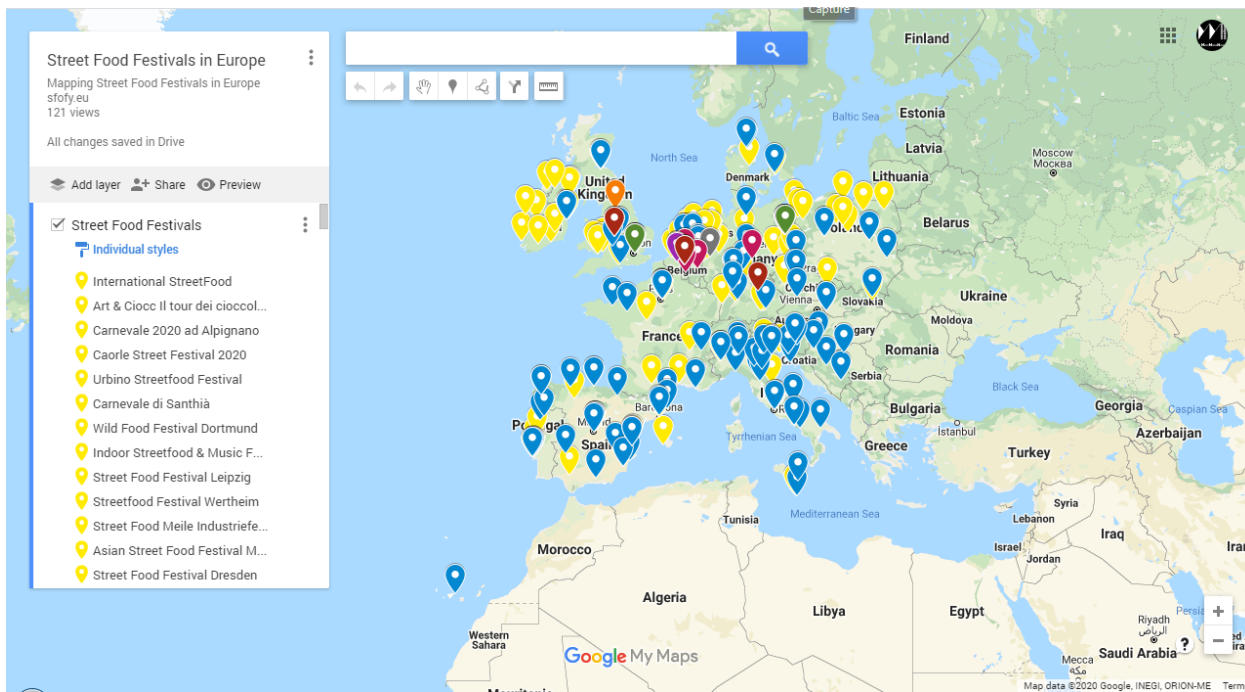 Capture
Street Food Festivals in Europe
Mapping Street Food Festivals in Europe
sfofy.eu
121 views
All changes saved in Drive
Add layer Share Preview
Street Food Festivals
Individual styles
International StreetFood
Art & Ciocc Il tour dei cioccol...
Carnevale 2020 ad Alpignano
Caorle Street Festival 2020
Urbino Streetfood Festival
Carnevale di Santhià
Wild Food Festival Dortmund
Indoor Streetfood & Music F...
Street Food Festival Leipzig
Streetfood Festival Wertheim
Street Food Meile Industriefe...
Asian Street Food Festival M...
Street Food Festival Dresden
Finland
Baltic Sea
Estonia
Latvia
Moscow
Москва
North Sea
Denmark
Lithuania
United
Kingdom
Belarus
Belgium
Ukraine
Vienna
Slovakia
Moldova
France
Romania
Croatia
Serbia
Black Sea
Georgia
Caspian Sea
Bulgaria
Istanbul
Azerbaijan
Tyrrhenian Sea
Greece
Turkey
Mediterranean Sea
Syria
Lebanon
Tunisia
Iraq
Israel
Jordan
Morocco
Algeria
Libya
Egypt
Western
Sahara
Riyadh
الرياض
Saudi Arabia
Mecca
مكة
Google My Maps
Map data ©2020 Google, INEGI, ORION-ME Term